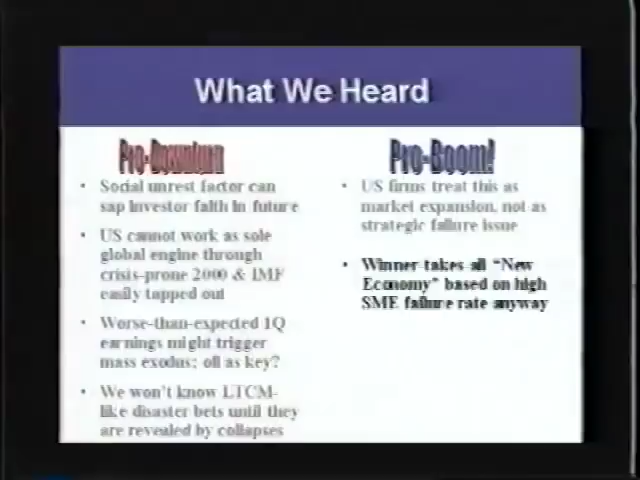 What We Heard
Pro-Downturn
• Social unrest factor can
sap investor faith in future
• US cannot work as sole
global engine through
crisis-prone 2000 & IMF
easily tapped out
• Worse-than-expected 1Q
earnings might trigger
mass exodus; oil as key?
• We won't know LTCM-
like disaster bets until they
are revealed by collapses
Pro-Boom!
• US firms treat this as
market expansion, not as
strategic failure issue
• Winner takes all “New
Economy” based on high
SME failure rate anyway